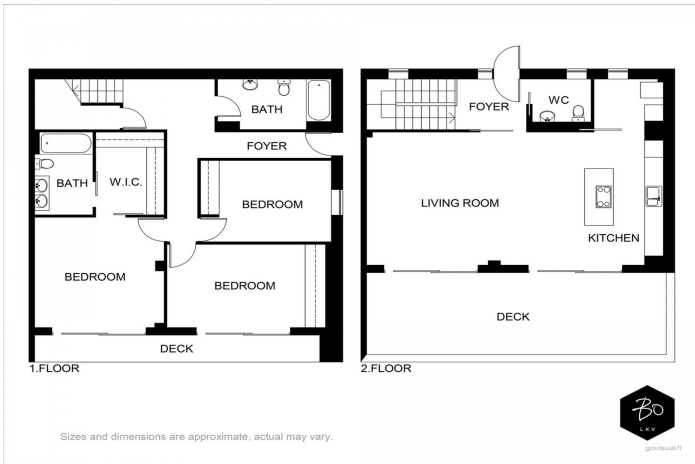 BATH
FOYER
BATH
W.I.C.
BEDROOM
BEDROOM
BEDROOM
DECK
1.FLOOR
FOYER
WC
LIVING ROOM
KITCHEN
DECK
2.FLOOR
Sizes and dimensions are approximate, actual may vary.
Bo
LKV
govisual.fi